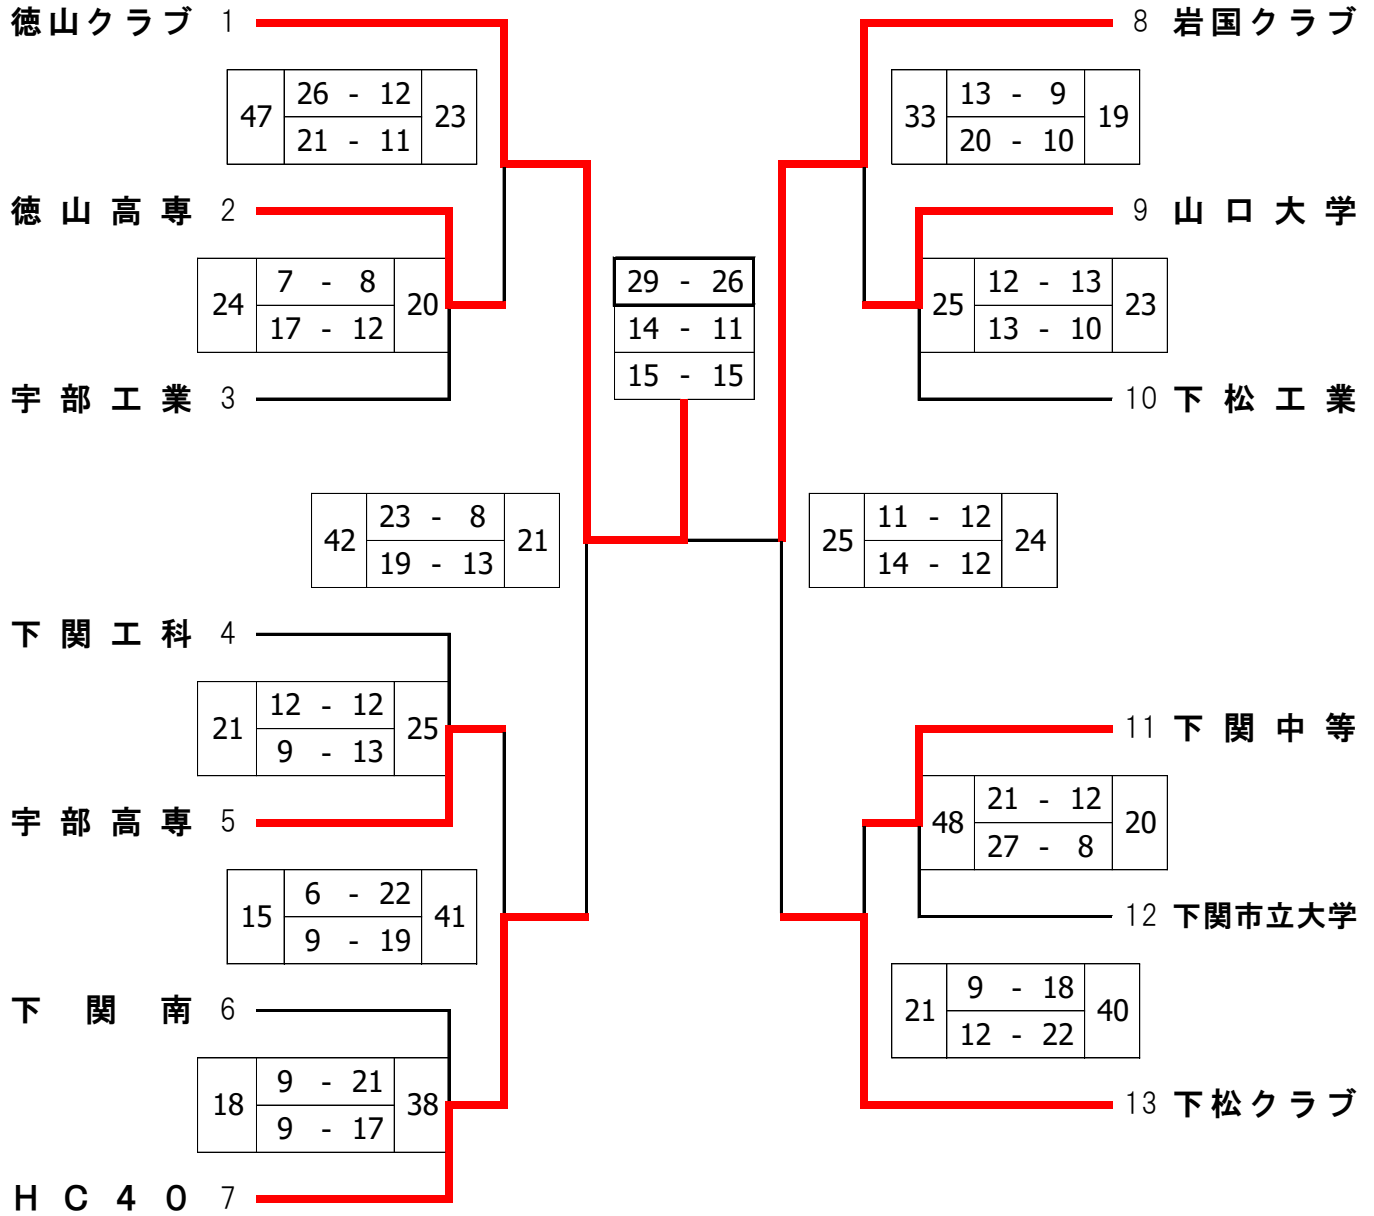 徳山クラブ 1
8 岩国クラブ
47 26 - 12 23
21 - 11
33 13 - 9 19
20 - 10
徳山高専 2
9 山口大学
24 7 - 8 20
17 - 12
29 - 26
14 - 11
15 - 15
25 12 - 13 23
13 - 10
宇部工業 3
10 下松工業
42 23 - 8 21
19 - 13
25 11 - 12 24
14 - 12
下関工科 4
21 12 - 12 25
9 - 13
11 下関中等
宇部高専 5
48 21 - 12 20
27 - 8
15 6 - 22 41
9 - 19
12 下関市立大学
下関南 6
21 9 - 18 40
12 - 22
18 9 - 21 38
9 - 17
13 下松クラブ
HC40 7